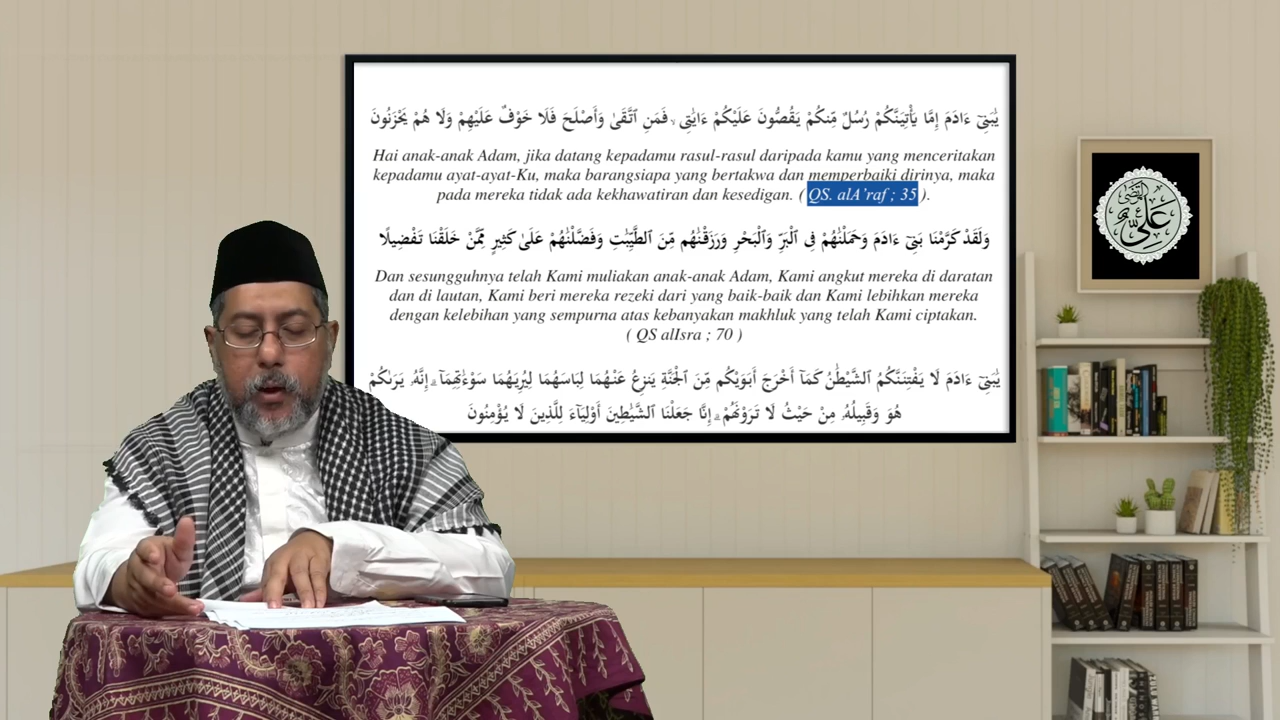 يَٰبَنِىٓ ءَادَمَ إِمَّا يَأْتِيَنَّكُمْ رُسُلٌ مِّنكُمْ يَقُصُّونَ عَلَيْكُمْ ءَايَٰتِى ۙ فَمَنِ ٱتَّقَىٰ وَأَصْلَحَ فَلَا خَوْفٌ عَلَيْهِمْ وَلَا هُمْ يَحْزَنُونَ
Hai anak-anak Adam, jika datang kepadamu rasul-rasul daripada kamu yang menceritakan
kepadamu ayat-ayat-Ku, maka barangsiapa yang bertakwa dan memperbaiki dirinya, maka
pada mereka tidak ada kekhawatiran dan kesedigan. ( QS. alA’raf ; 35 ).
وَلَقَدْ كَرَّمْنَا بَنِىٓ ءَادَمَ وَحَمَلْنَٰهُمْ فِى ٱلْبَرِّ وَٱلْبَحْرِ وَرَزَقْنَٰهُم مِّنَ ٱلطَّيِّبَٰتِ وَفَضَّلْنَٰهُمْ عَلَىٰ كَثِيرٍ مِّمَّنْ خَلَقْنَا تَفْضِيلًا
Dan sesungguhnya telah Kami muliakan anak-anak Adam, Kami angkut mereka di daratan
dan di lautan, Kami beri mereka rezeki dari yang baik-baik dan Kami lebihkan mereka
dengan kelebihan yang sempurna atas kebanyakan makhluk yang telah Kami ciptakan.
( QS alIsra ; 70 )
يَٰبَنِىٓ ءَادَمَ لَا يَفْتِنَنَّكُمُ ٱلشَّيْطَٰنُ كَمَآ أَخْرَجَ أَبَوَيْكُم مِّنَ ٱلْجَنَّةِ يَنزِعُ عَنْهُمَا لِبَاسَهُمَا لِيُرِيَهُمَا سَوْءَٰتِهِمَآ ۗ إِنَّهُۥ يَرَىٰكُمْ
هُوَ وَقَبِيلُهُۥ مِنْ حَيْثُ لَا تَرَوْنَهُمْ ۗ إِنَّا جَعَلْنَا ٱلشَّيَٰطِينَ أَوْلِيَآءَ لِلَّذِينَ لَا يُؤْمِنُونَ